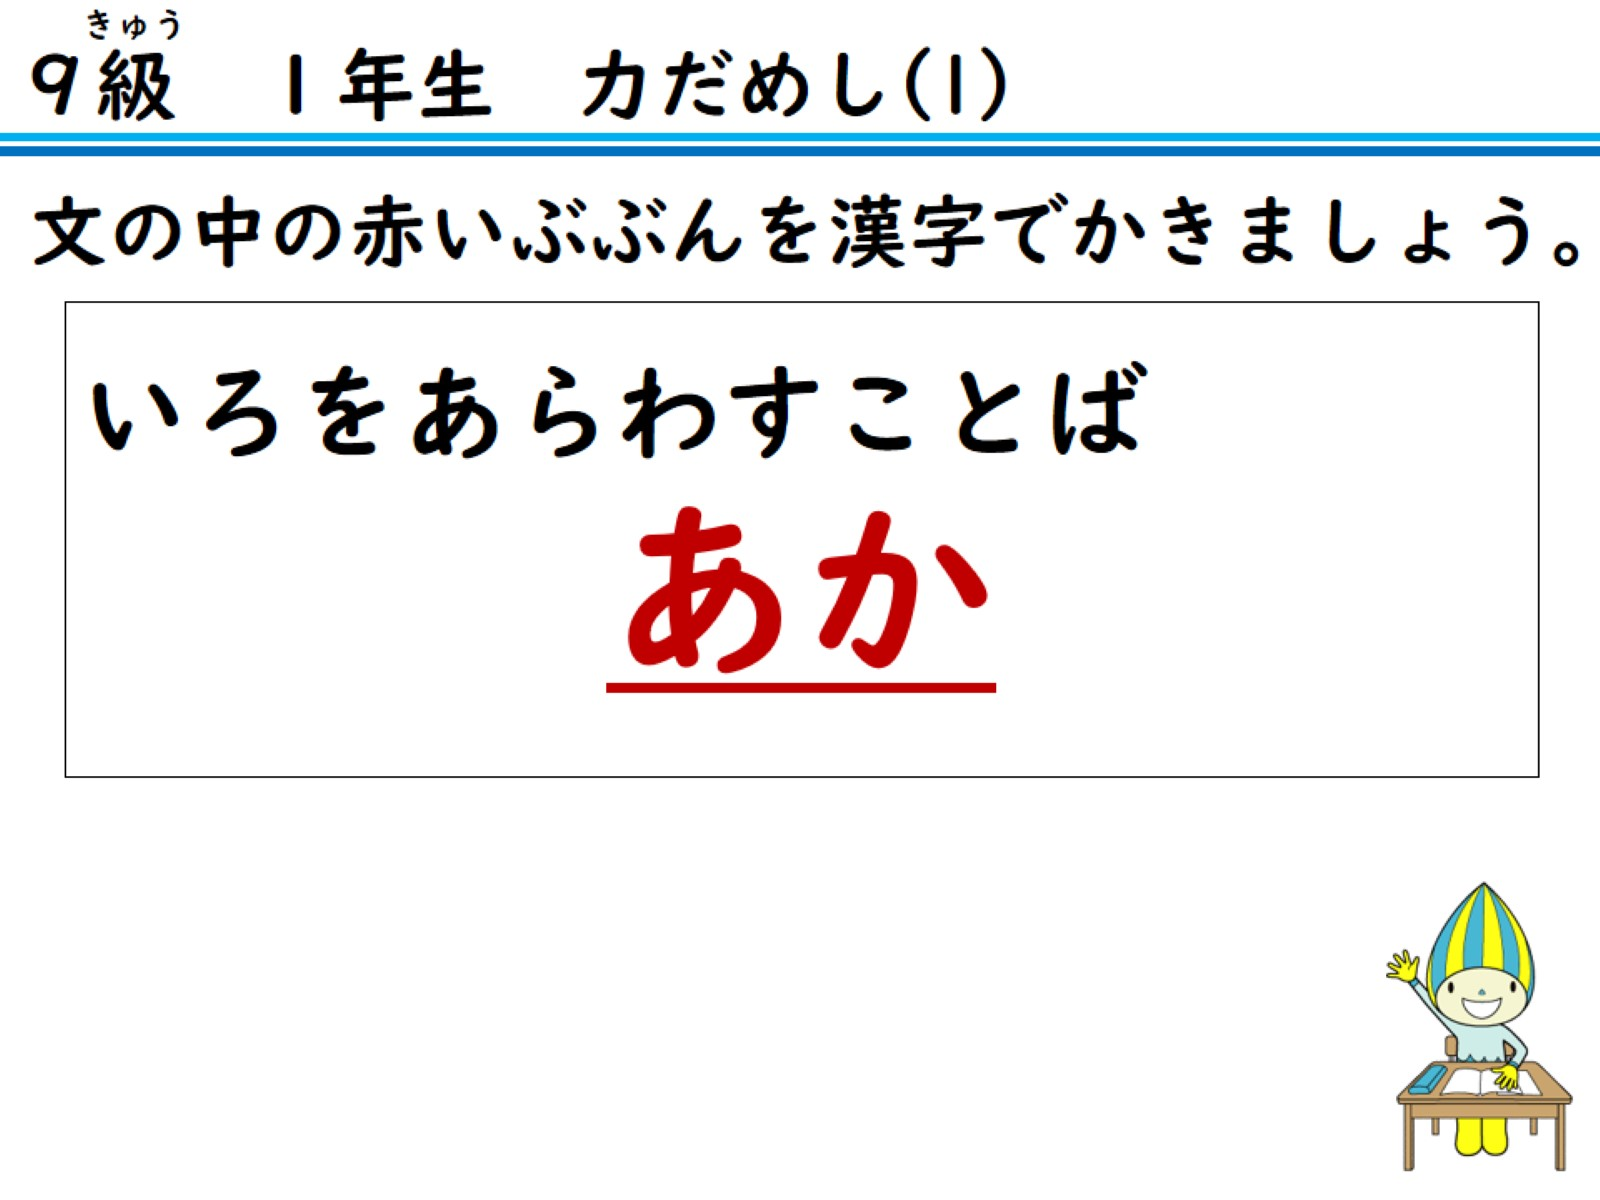 きゅう
9級　1年生　力だめし(1)
文の中の赤いぶぶんを漢字でかきましょう。
いろをあらわすことば
あか